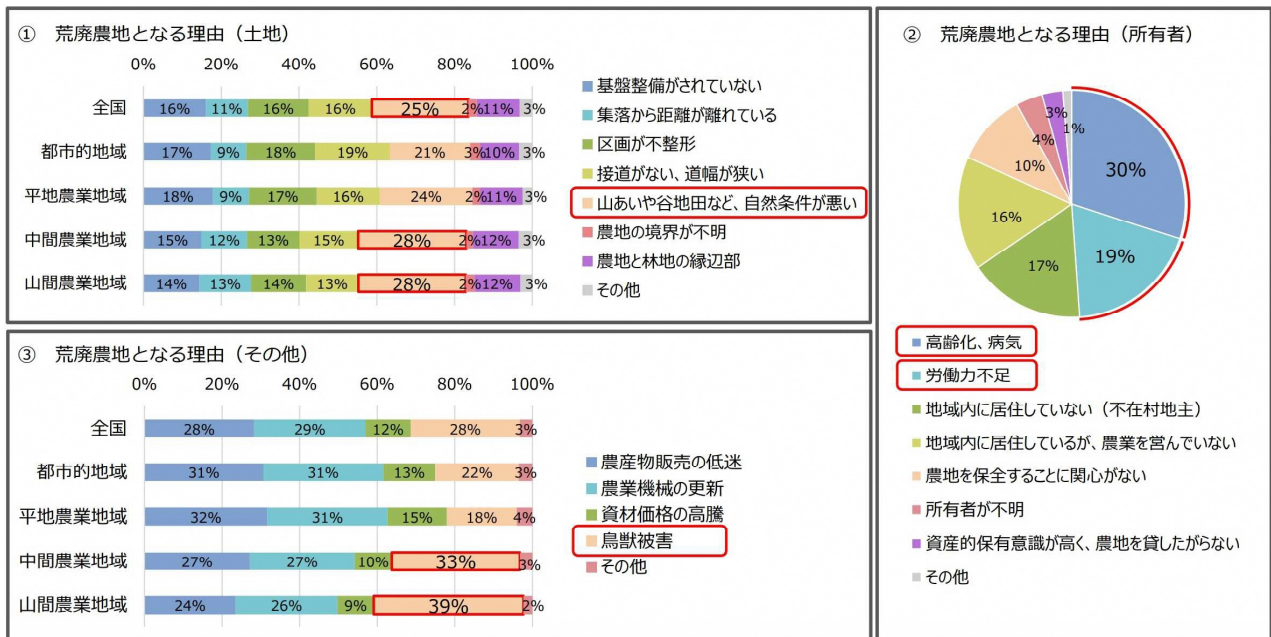 ① 荒廃農地となる理由（土地）
0% 20% 40% 60% 80% 100%
全国 16% 11% 16% 16% 25% 2% 11% 3%
都市的地域 17% 9% 18% 19% 21% 3% 10% 3%
平地農業地域 18% 9% 17% 16% 24% 2% 11% 3%
中間農業地域 15% 12% 13% 15% 28% 2% 12% 3%
山間農業地域 14% 13% 14% 13% 28% 2% 12% 3%
基盤整備がされていない
集落から距離が離れている
区画が不整形
接道がない、道幅が狭い
山あいや谷地田など、自然条件が悪い
農地の境界が不明
農地と林地の縁辺部
その他
② 荒廃農地となる理由（所有者）
30%
19%
17%
16%
10%
4%
3%
1%
高齢化、病気
労働力不足
地域内に居住していない（不在村地主）
地域内に居住しているが、農業を営んでいない
農地を保全することに関心がない
所有者が不明
資産的保有意識が高く、農地を貸したがらない
その他
③ 荒廃農地となる理由（その他）
0% 20% 40% 60% 80% 100%
全国 28% 29% 12% 28% 3%
都市的地域 31% 31% 13% 22% 3%
平地農業地域 32% 31% 15% 18% 4%
中間農業地域 27% 27% 10% 33% 3%
山間農業地域 24% 26% 9% 39% 2%
農産物販売の低迷
農業機械の更新
資材価格の高騰
鳥獣被害
その他